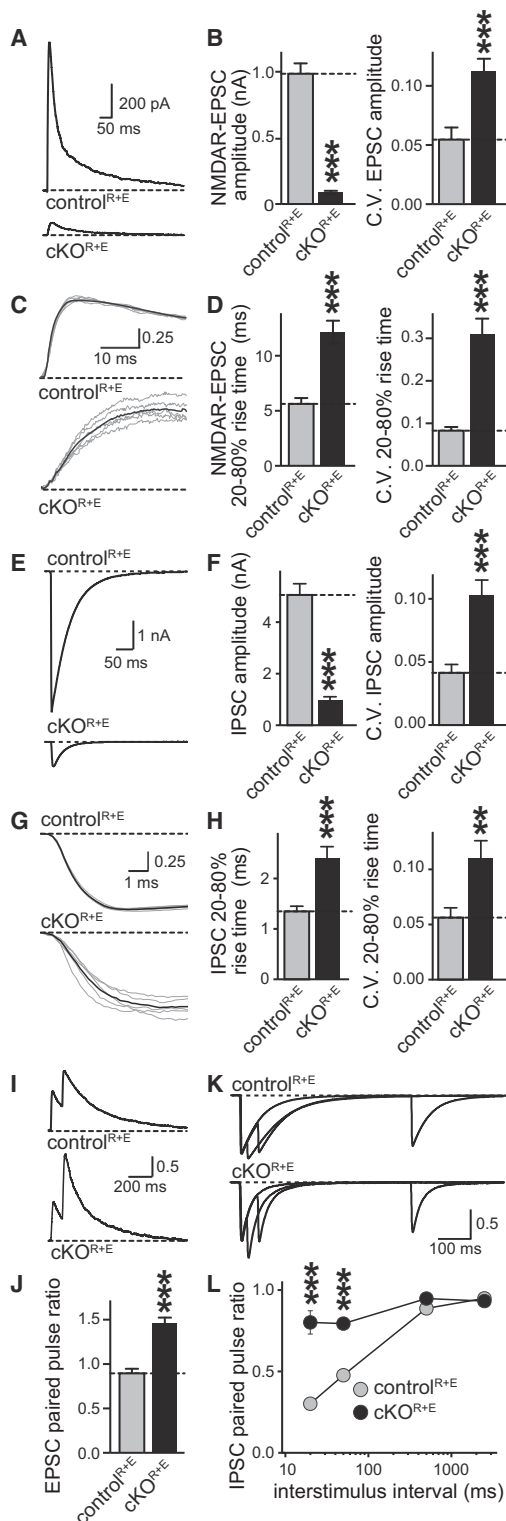 A
200 pA
50 ms
control^R+E
cKO^R+E
B
NMDAR-EPSC
amplitude (nA)
1.0
0.5
0
***
control^R+E
cKO^R+E
C.V. EPSC amplitude
0.10
0.05
0.00
***
control^R+E
cKO^R+E
C
0.25
10 ms
control^R+E
cKO^R+E
D
NMDAR-EPSC
20-80% rise time (ms)
10
5
0
***
control^R+E
cKO^R+E
C.V. 20-80% rise time
0.3
0.2
0.1
0.0
***
control^R+E
cKO^R+E
E
control^R+E
1 nA
50 ms
cKO^R+E
F
IPSC amplitude (nA)
4
2
0
***
control^R+E
cKO^R+E
C.V. IPSC amplitude
0.10
0.05
0.00
***
control^R+E
cKO^R+E
G
control^R+E
0.25
1 ms
cKO^R+E
H
IPSC 20-80%
rise time (ms)
2
1
0
***
control^R+E
cKO^R+E
C.V. 20-80% rise time
0.10
0.05
0.00
**
control^R+E
cKO^R+E
I
control^R+E
0.5
200 ms
cKO^R+E
K
control^R+E
cKO^R+E
0.5
100 ms
J
EPSC paired pulse ratio
1.5
1.0
0.5
0.0
***
control^R+E
cKO^R+E
L
IPSC paired pulse ratio
1.0
0.5
0.0
***
***
control^R+E
cKO^R+E
10
100
1000
interstimulus interval (ms)